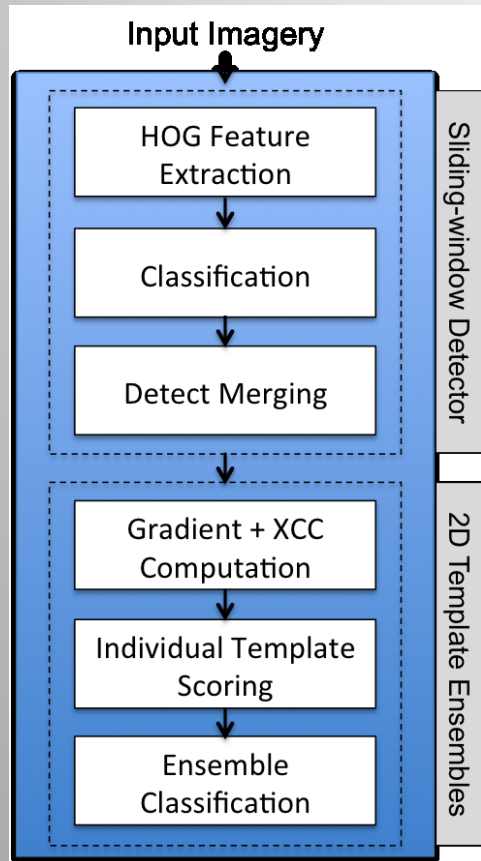 Input Imagery
HOG Feature
Extraction
Classification
Detect Merging
Sliding-window Detector
Gradient + XCC
Computation
Individual Template
Scoring
Ensemble
Classification
2D Template Ensembles